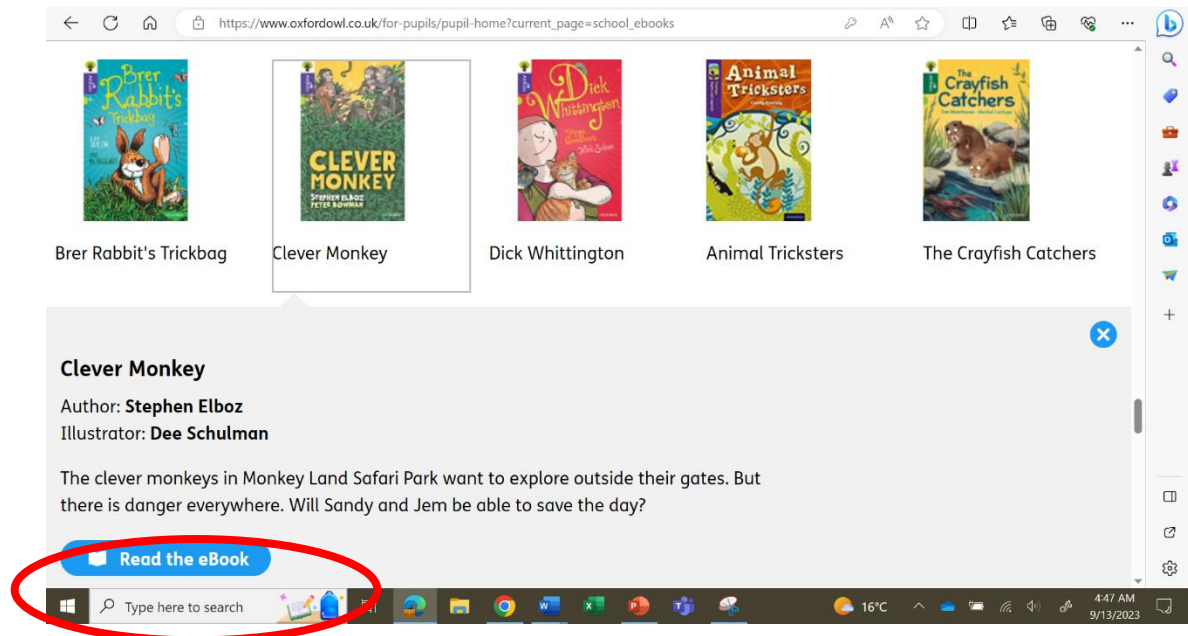 https://www.oxfordowl.co.uk/for-pupils/pupil-home?current_page=school_ebooks
Brer
Rabbit's
Trickbag
CLEVER
MONKEY
STEPHEN ELBOZ
PETER BOWMAN
Dick
Whittington
Animal
Tricksters
The
Crayfish
Catchers
Brer Rabbit's Trickbag
Clever Monkey
Dick Whittington
Animal Tricksters
The Crayfish Catchers
Clever Monkey
Author: Stephen Elboz
Illustrator: Dee Schulman
The clever monkeys in Monkey Land Safari Park want to explore outside their gates. But
there is danger everywhere. Will Sandy and Jem be able to save the day?
Read the eBook
Type here to search
16°C
4:47 AM
9/13/2023